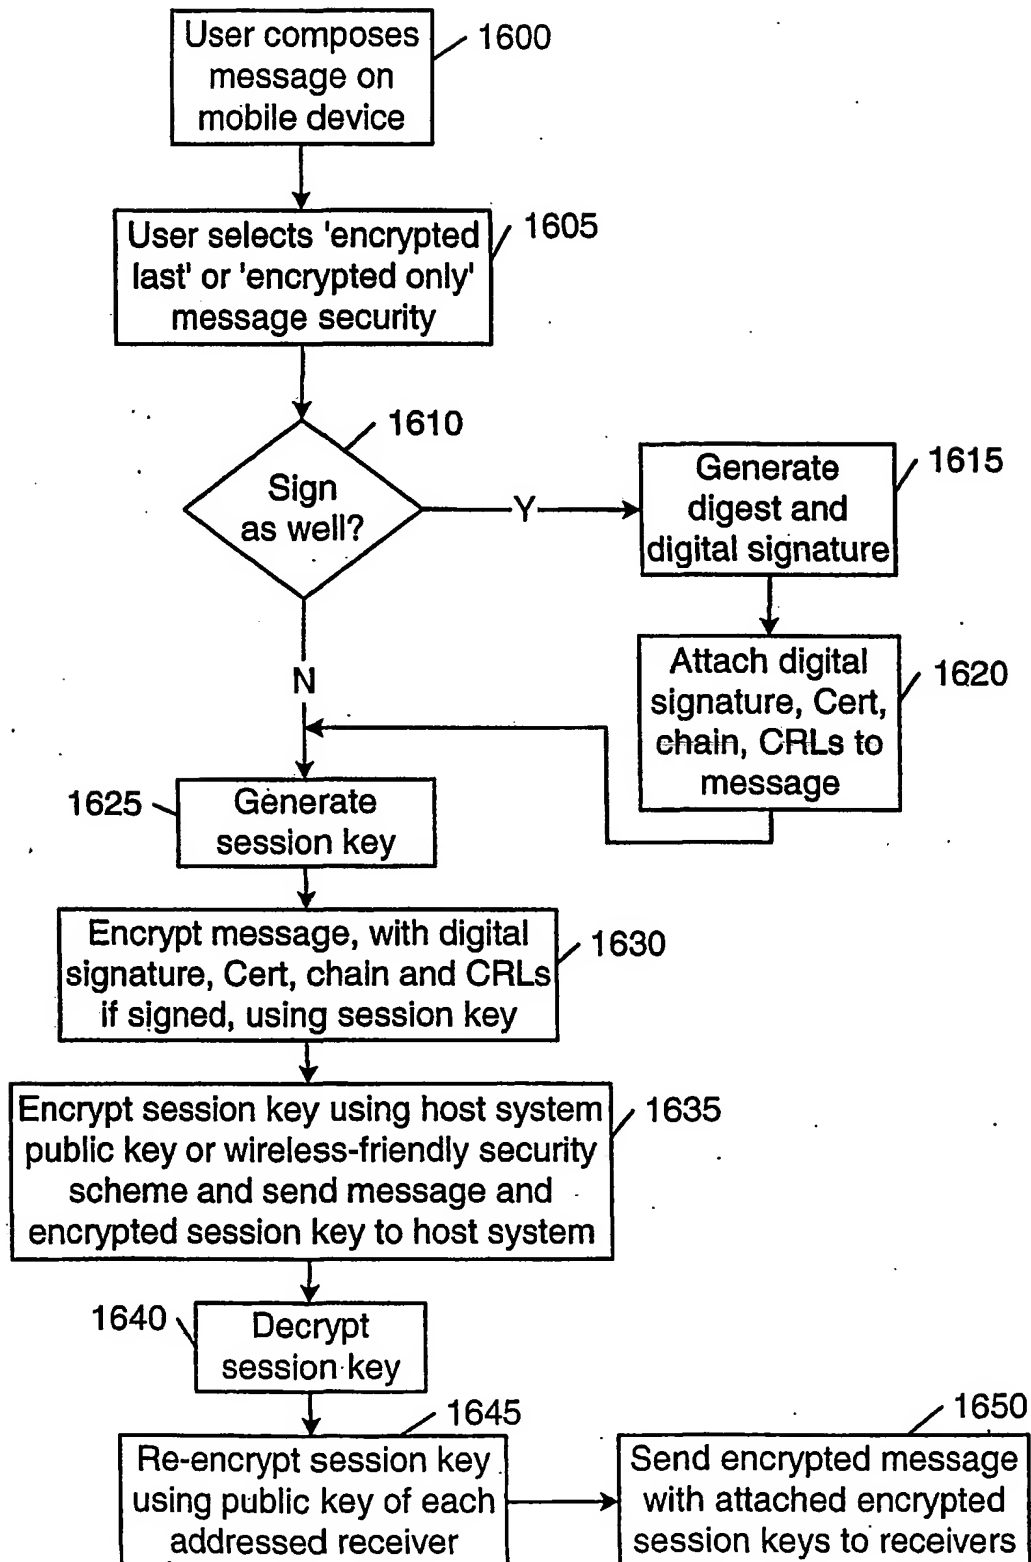 User composes
message on
mobile device
1600
User selects 'encrypted
last' or 'encrypted only'
message security
1605
Sign
as well?
1610
Y
Generate
digest and
digital signature
1615
Attach digital
signature, Cert,
chain, CRLs to
message
1620
N
1625
Generate
session key
Encrypt message, with digital
signature, Cert, chain and CRLs
if signed, using session key
1630
Encrypt session key using host system
public key or wireless-friendly security
scheme and send message and
encrypted session key to host system
1635
1640
Decrypt
session key
1645
Re-encrypt session key
using public key of each
addressed receiver
1650
Send encrypted message
with attached encrypted
session keys to receivers